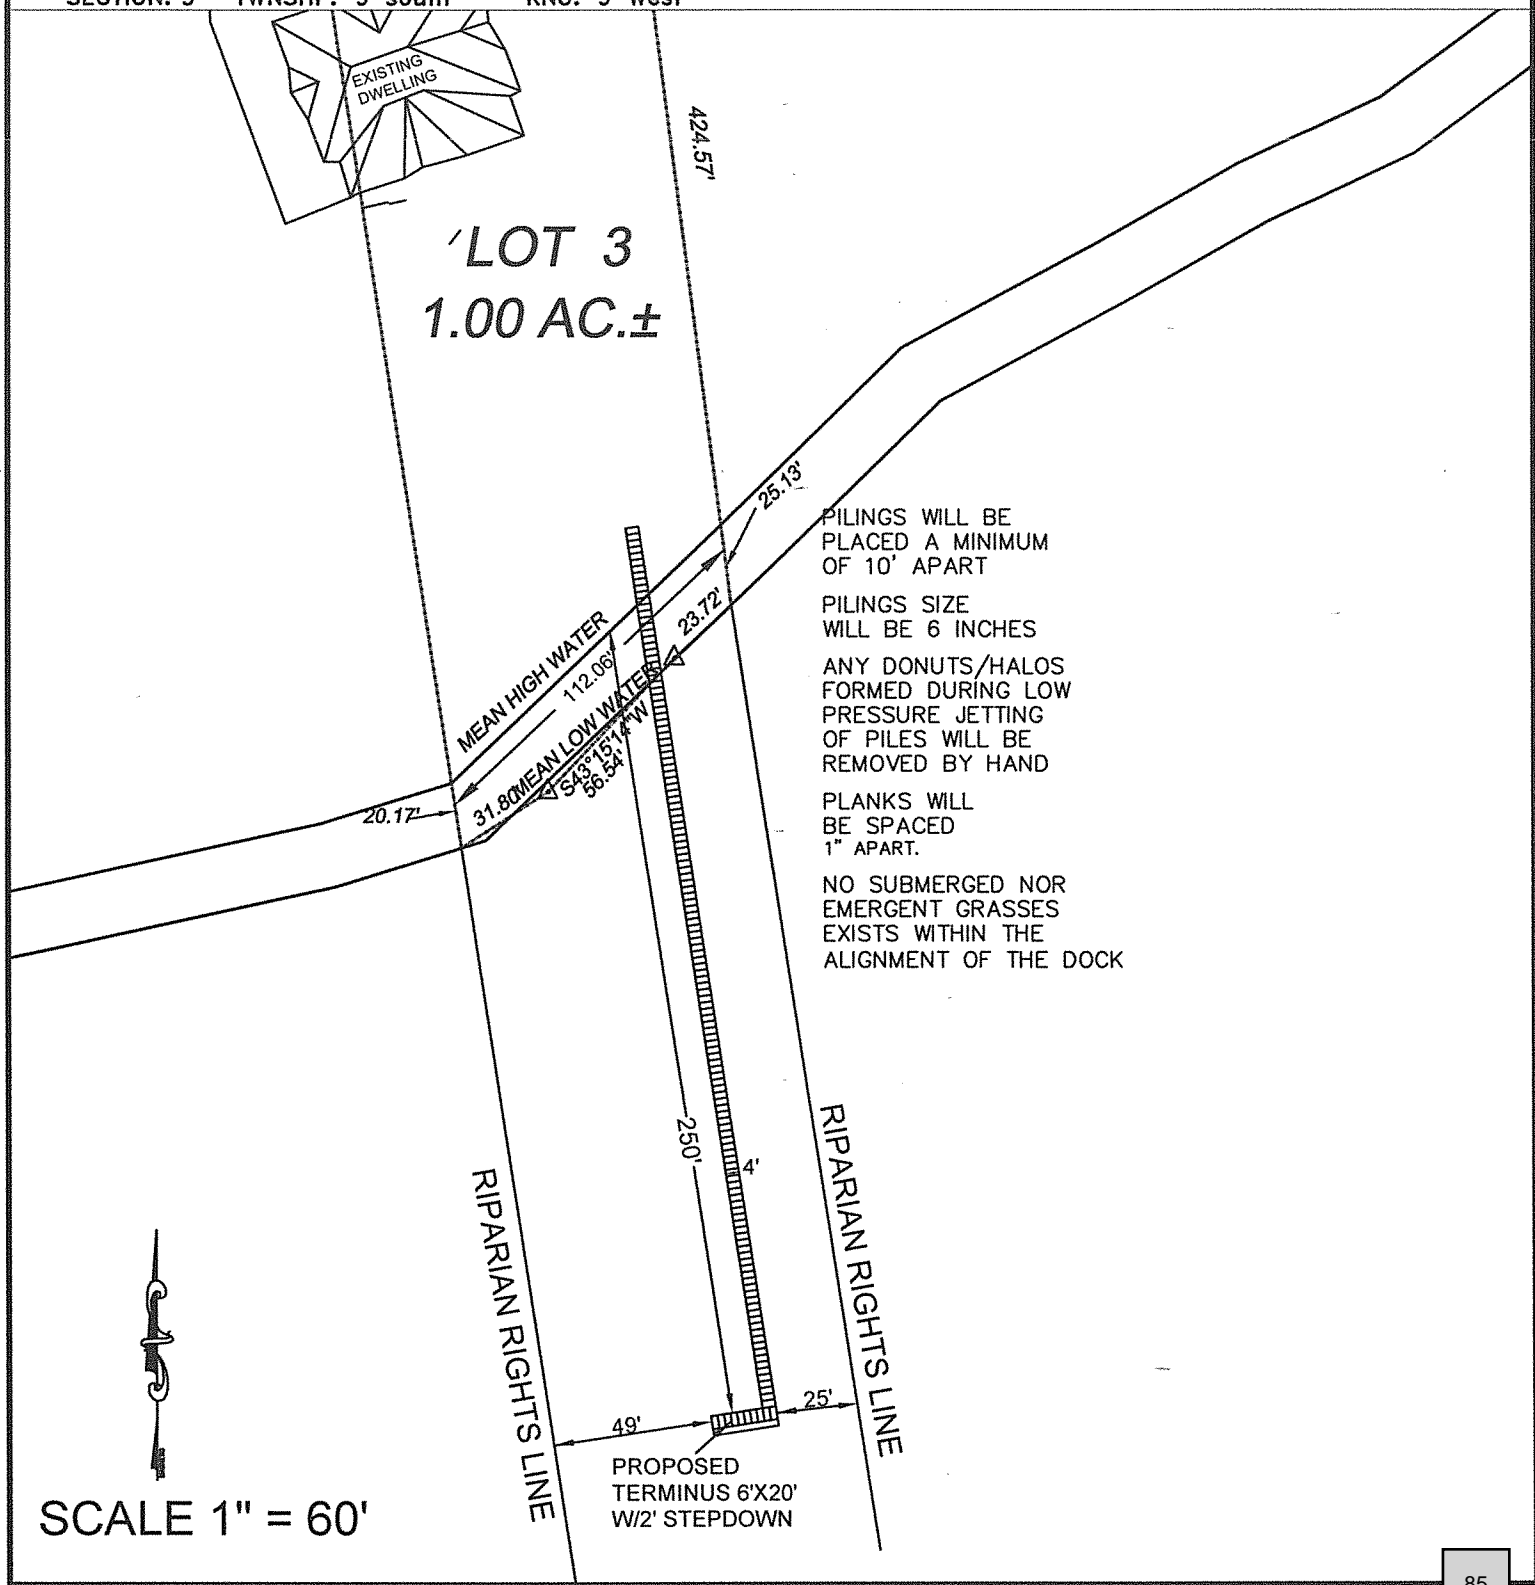 EXISTING
DWELLING
424.57'
LOT 3
1.00 AC.±
25.13'
PILINGS WILL BE
PLACED A MINIMUM
OF 10' APART
PILINGS SIZE
WILL BE 6 INCHES
ANY DONUTS/HALOS
FORMED DURING LOW
PRESSURE JETTING
OF PILES WILL BE
REMOVED BY HAND
PLANKS WILL
BE SPACED
1" APART.
NO SUBMERGED NOR
EMERGENT GRASSES
EXISTS WITHIN THE
ALIGNMENT OF THE DOCK
23.72'
MEAN HIGH WATER
112.06'
MEAN LOW WATER
S43°15'14"W
56.54'
31.80
20.17'
250'
4'
RIPARIAN RIGHTS LINE
RIPARIAN RIGHTS LINE
49'
25'
PROPOSED
TERMINUS 6'X20'
W/2' STEPDOWN
SCALE 1" = 60'
85